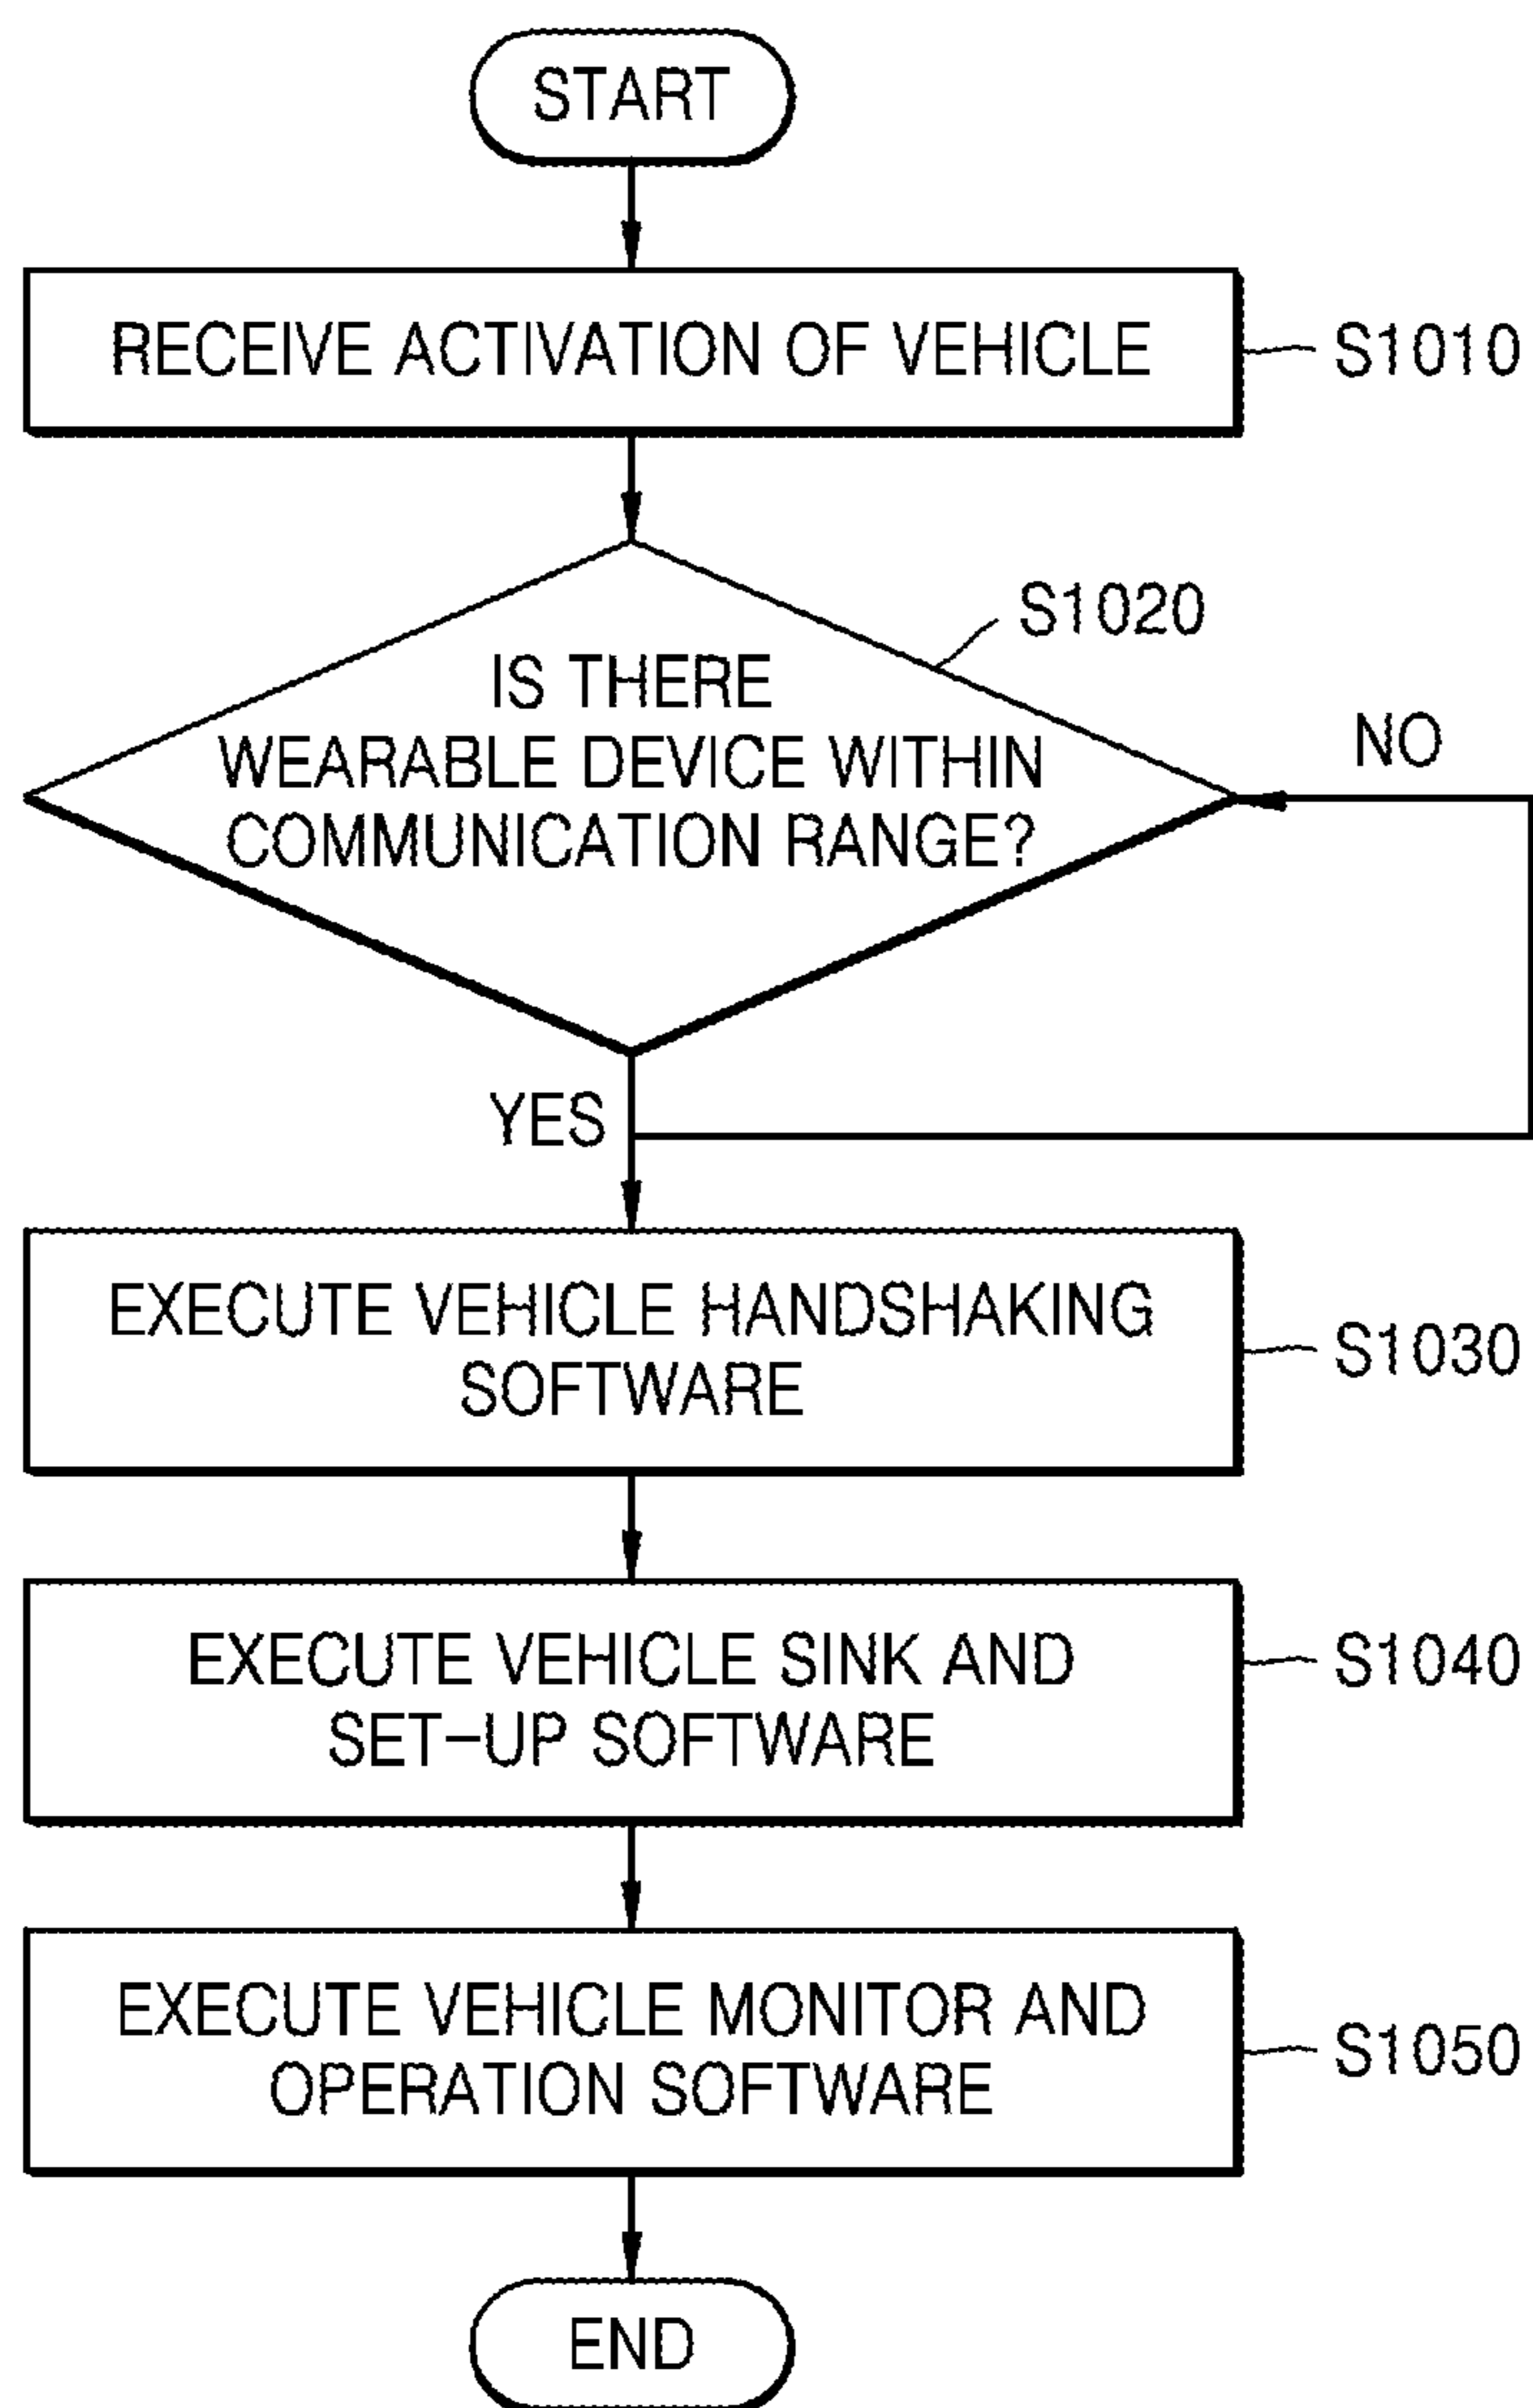 START
RECEIVE ACTIVATION OF VEHICLE
S1010
S1020
IS THERE
WEARABLE DEVICE WITHIN
COMMUNICATION RANGE?
NO
YES
EXECUTE VEHICLE HANDSHAKING
SOFTWARE
S1030
EXECUTE VEHICLE SINK AND
SET-UP SOFTWARE
S1040
EXECUTE VEHICLE MONITOR AND
OPERATION SOFTWARE
S1050
END